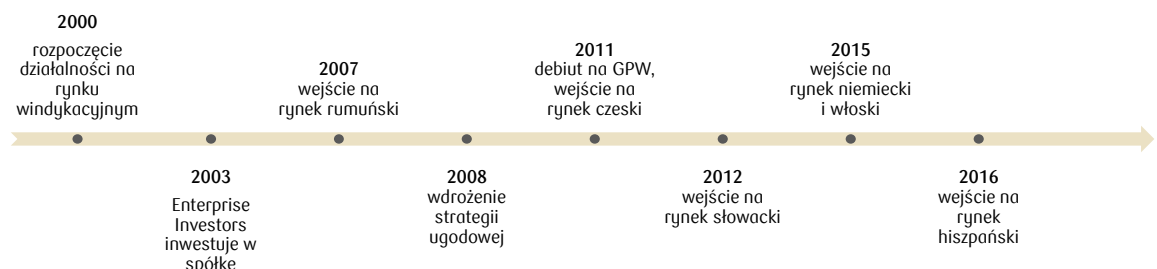 2000
rozpoczęcie
działalności na
rynku
windykacyjnym
2003
Enterprise
Investors
inwestuje w
spółkę
2007
wejście na
rynek rumuński
2008
wdrożenie
strategii
ugodowej
2011
debiut na GPW,
wejście na
rynek czeski
2012
wejście na
rynek słowacki
2015
wejście na
rynek niemiecki
i włoski
2016
wejście na
rynek
hiszpański